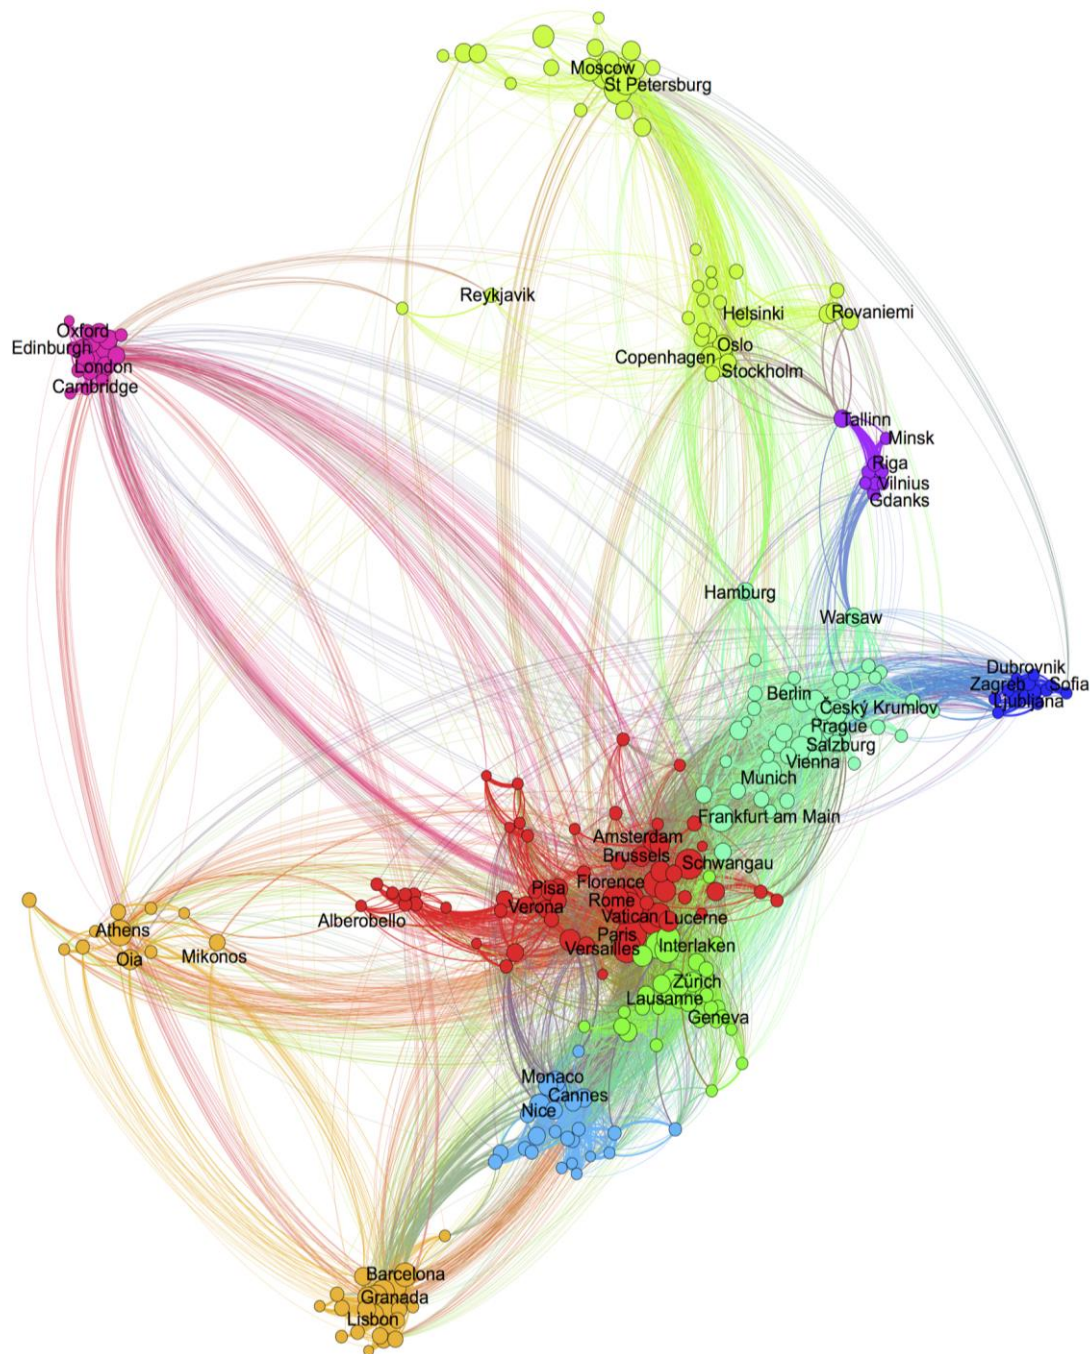 Moscow
St Petersburg
Reykjavik
Helsinki
Rovaniemi
Oxford
Edinburgh
London
Cambridge
Oslo
Copenhagen
Stockholm
Tallinn
Minsk
Riga
Vilnius
Gdanks
Hamburg
Warsaw
Dubrovnik
Zagreb
Sofia
Ljubljana
Berlin
Český Krumlov
Prague
Salzburg
Vienna
Munich
Frankfurt am Main
Amsterdam
Brussels
Schwangau
Florence
Pisa
Rome
Verona
Vatican
Lucerne
Alberobello
Paris
Versailles
Interlaken
Athens
Oia
Mikonos
Zürich
Lausanne
Geneva
Monaco
Cannes
Nice
Barcelona
Granada
Lisbon